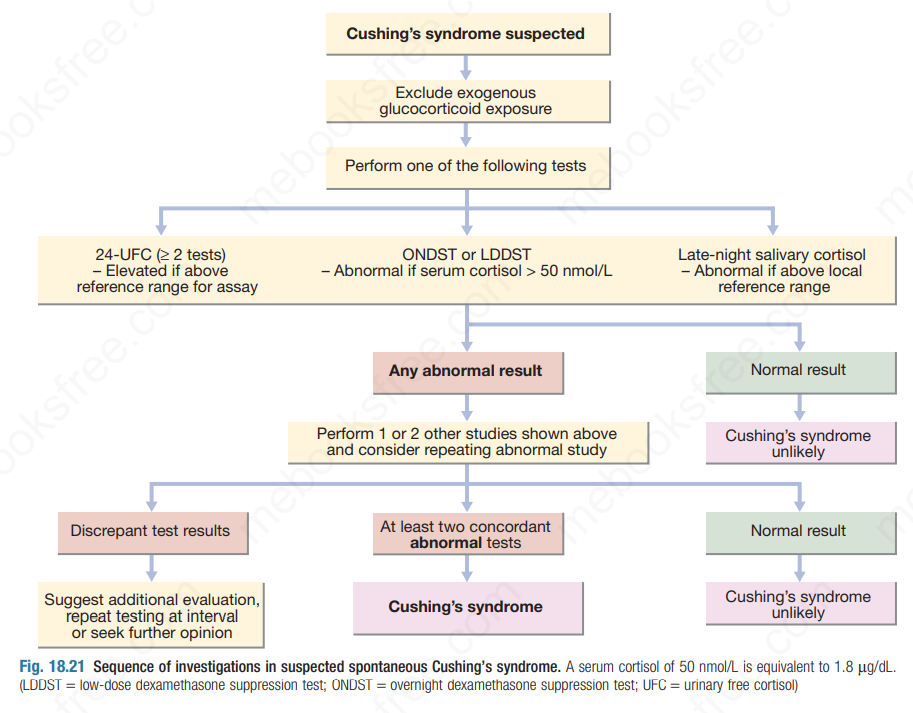 Cushing's syndrome suspected
Exclude exogenous
glucocorticoid exposure
Perform one of the following tests
24-UFC (≥ 2 tests)
– Elevated if above
reference range for assay
ONDST or LDDST
– Abnormal if serum cortisol > 50 nmol/L
Late-night salivary cortisol
– Abnormal if above local
reference range
Any abnormal result
Normal result
Perform 1 or 2 other studies shown above
and consider repeating abnormal study
Cushing's syndrome
unlikely
Discrepant test results
At least two concordant
abnormal tests
Normal result
Suggest additional evaluation,
repeat testing at interval
or seek further opinion
Cushing's syndrome
Cushing's syndrome
unlikely
Fig. 18.21 Sequence of investigations in suspected spontaneous Cushing's syndrome. A serum cortisol of 50 nmol/L is equivalent to 1.8 μg/dL.
(LDDST = low-dose dexamethasone suppression test; ONDST = overnight dexamethasone suppression test; UFC = urinary free cortisol)
mebooksfree.com